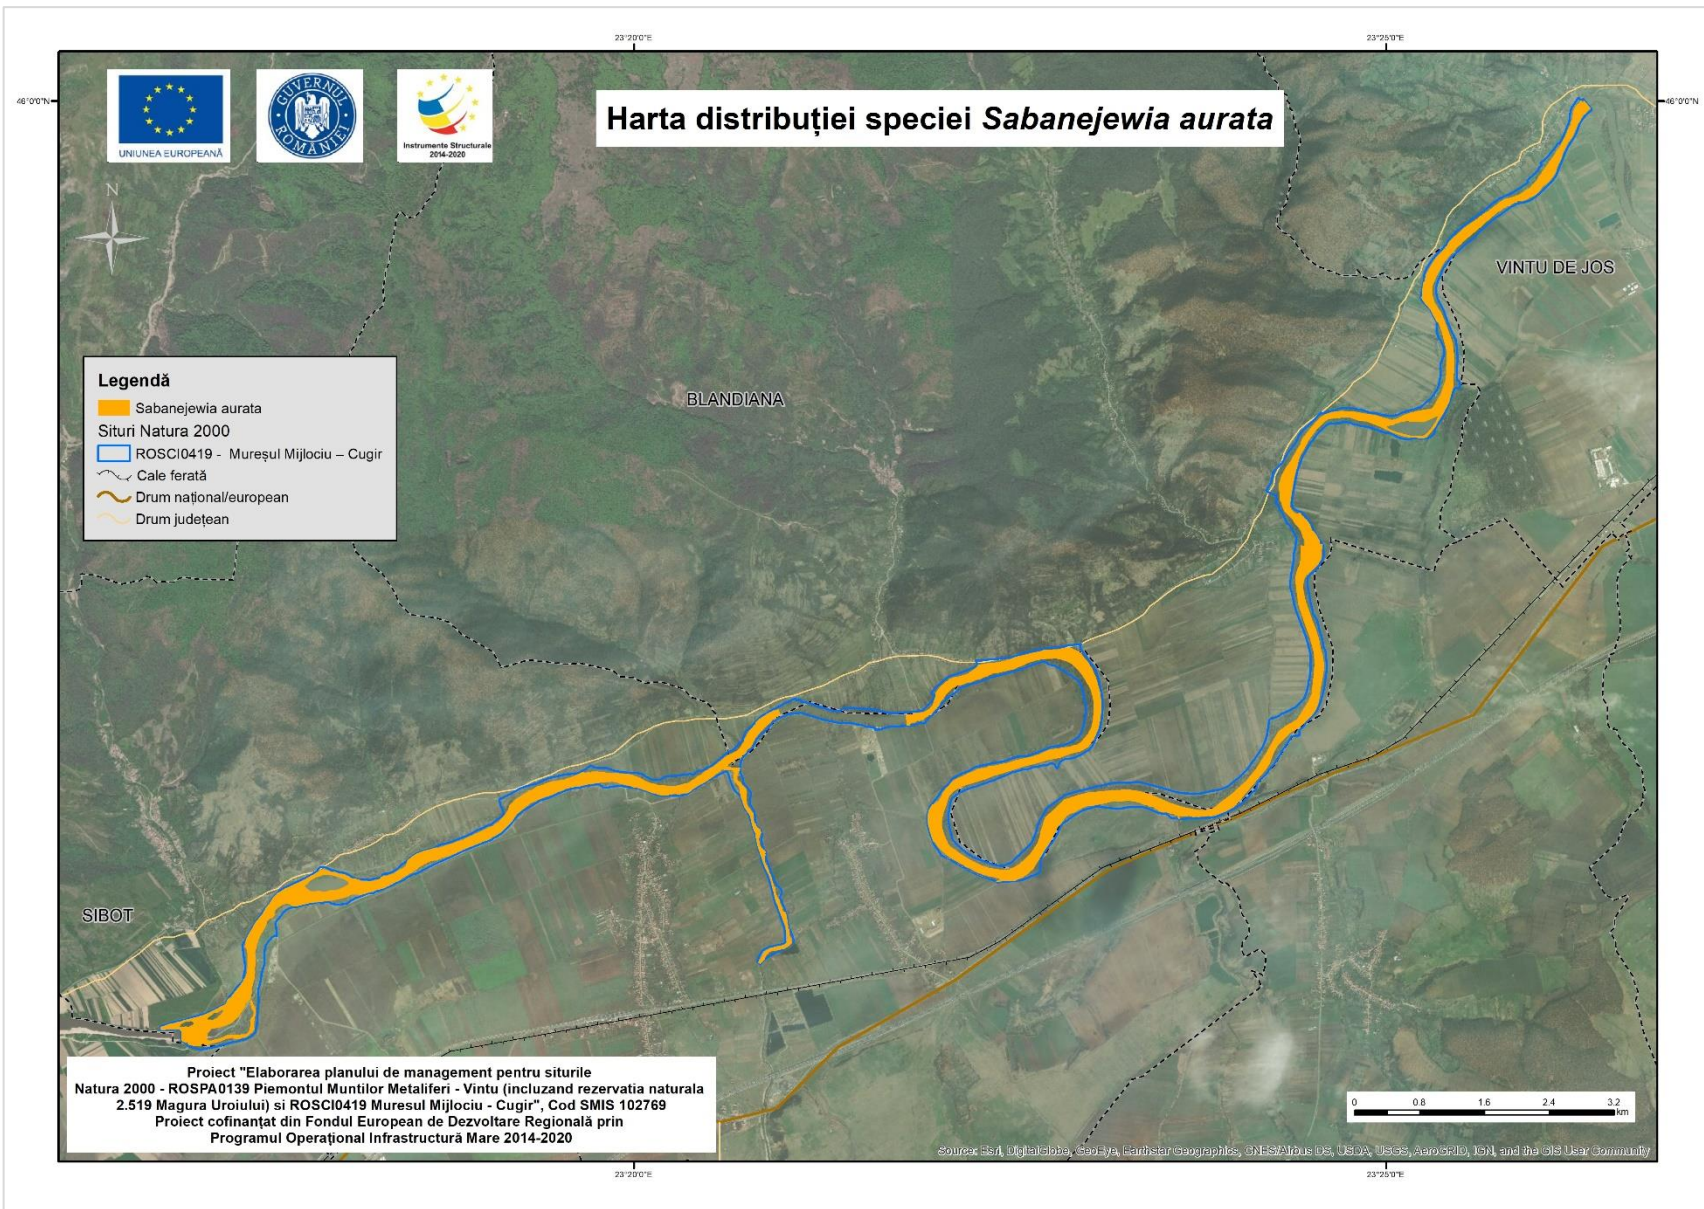 23°20'0"E
23°25'0"E
46°0'0"N
46°0'0"N
UNIUNEA EUROPEANĂ
GUVERNUL ROMÂNIEI
Instrumente Structurale
2014-2020
Harta distribuției speciei Sabanejewia aurata
N
VINTU DE JOS
BLANDIANA
SIBOT
Legendă
Sabanejewia aurata
Situri Natura 2000
ROSCI0419 - Mureșul Mijlociu – Cugir
Cale ferată
Drum național/european
Drum județean
Proiect "Elaborarea planului de management pentru siturile
Natura 2000 - ROSPA0139 Piemontul Muntilor Metaliferi - Vintu (incluzand rezervatia naturala
2.519 Magura Uroiului) si ROSCI0419 Muresul Mijlociu - Cugir", Cod SMIS 102769
Proiect cofinanțat din Fondul European de Dezvoltare Regională prin
Programul Operațional Infrastructură Mare 2014-2020
0 0.8 1.6 2.4 3.2
km
Source: Esri, DigitalGlobe, GeoEye, Earthstar Geographics, CNES/Airbus DS, USDA, USGS, AeroGRID, IGN, and the GIS User Community
23°20'0"E
23°25'0"E